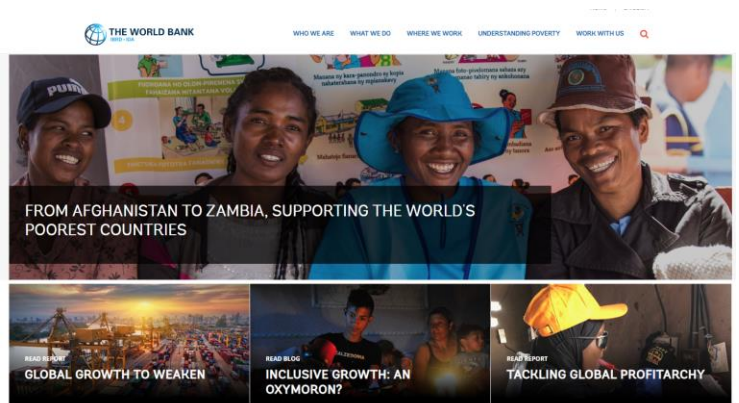 THE WORLD BANK
IBRD • IDA
WHO WE ARE
WHAT WE DO
WHERE WE WORK
UNDERSTANDING POVERTY
WORK WITH US
FROM AFGHANISTAN TO ZAMBIA, SUPPORTING THE WORLD'S
POOREST COUNTRIES
READ REPORT
GLOBAL GROWTH TO WEAKEN
READ BLOG
INCLUSIVE GROWTH: AN
OXYMORON?
READ REPORT
TACKLING GLOBAL PROFITARCHY